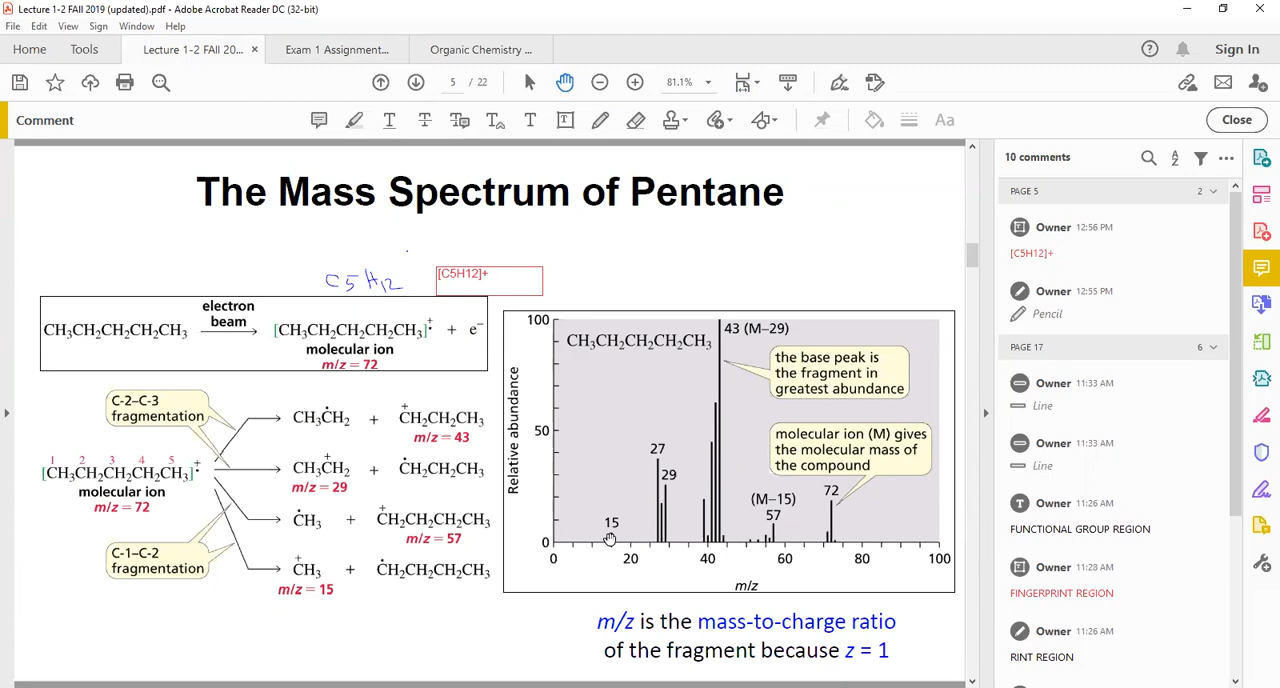 Lecture 1-2 FAll 2019 (updated).pdf - Adobe Acrobat Reader DC (32-bit)
File Edit View Sign Window Help
Home Tools Lecture 1-2 FALL 20... × Exam 1 Assignment... Organic Chemistry ... Sign In
5 / 22 81.1%
Comment Close
10 comments
PAGE 5 2
Owner 12:56 PM
[C5H12]+
Owner 12:55 PM
Pencil
PAGE 17 6
Owner 11:33 AM
Line
Owner 11:33 AM
Line
Owner 11:26 AM
FUNCTIONAL GROUP REGION
Owner 11:28 AM
FINGERPRINT REGION
Owner 11:26 AM
RINT REGION
The Mass Spectrum of Pentane
C5H12 [C5H12]+
electron
beam
CH₃CH₂CH₂CH₂CH₃ [CH₃CH₂CH₂CH₂CH₃]+• + e–
molecular ion
m/z = 72
C-2–C-3
fragmentation
CH₃ĊH₂ + +CH₂CH₂CH₃
m/z = 43
1 2 3 4 5
[CH₃CH₂CH₂CH₂CH₃]+•
molecular ion
m/z = 72
CH₃+CH₂ + ĊH₂CH₂CH₃
m/z = 29
ĊH₃ + +CH₂CH₂CH₂CH₃
m/z = 57
C-1–C-2
fragmentation
+CH₃ + ĊH₂CH₂CH₂CH₃
m/z = 15
Relative abundance
100
50
0
CH₃CH₂CH₂CH₂CH₃
43 (M–29)
the base peak is
the fragment in
greatest abundance
molecular ion (M) gives
the molecular mass of
the compound
27
29
15
(M–15)
57
72
0 20 40 60 80 100
m/z
m/z is the mass-to-charge ratio
of the fragment because z = 1